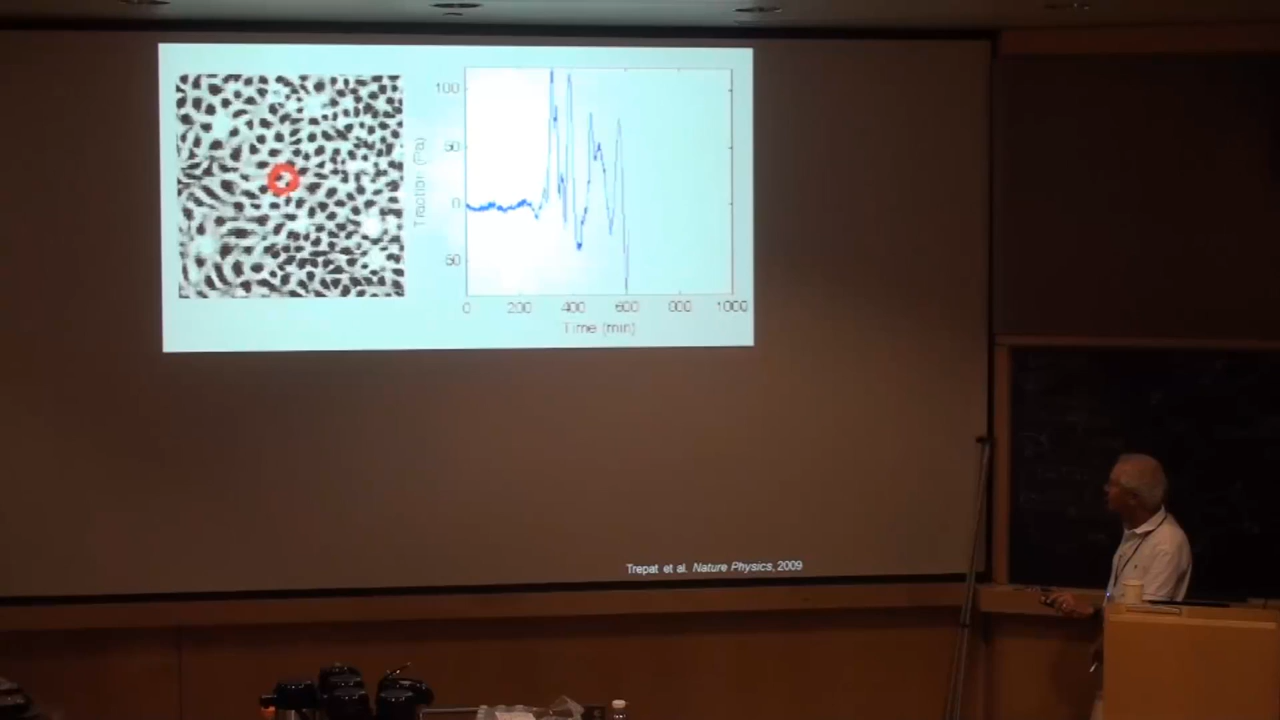 100
50
0
50
Traction (Pa)
0 200 400 600 000 1000
Time (min)
Trepat et al. Nature Physics, 2009